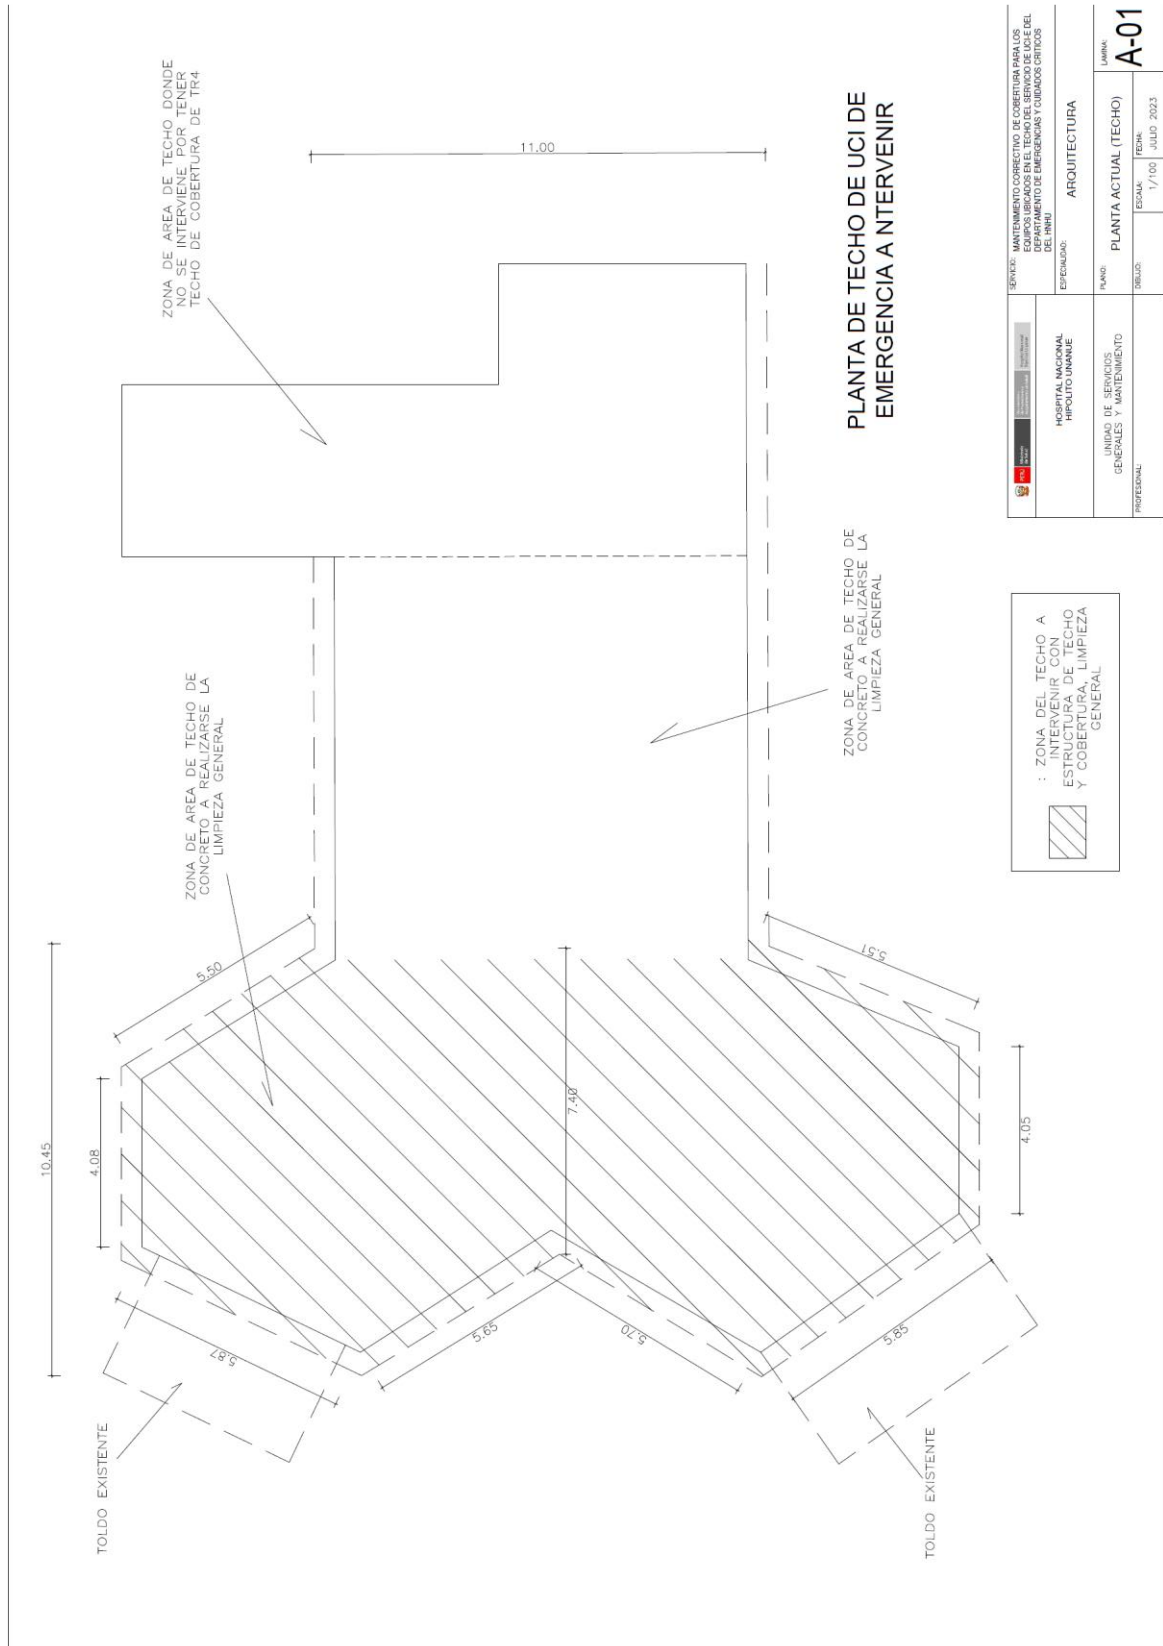 ZONA DE AREA DE TECHO DONDE
NO SE INTERVIENE POR TENER
TECHO DE COBERTURA DE TR4
11.00
ZONA DE AREA DE TECHO DE
CONCRETO A REALIZARSE LA
LIMPIEZA GENERAL
ZONA DE AREA DE TECHO DE
CONCRETO A REALIZARSE LA
LIMPIEZA GENERAL
10.45
4.08
5.50
7.40
5.51
4.05
5.87
5.65
5.70
5.85
TOLDO EXISTENTE
TOLDO EXISTENTE
PLANTA DE TECHO DE UCI DE
EMERGENCIA A NTERVENIR
: ZONA DEL TECHO A
INTERVENIR CON
ESTRUCTURA DE TECHO
Y COBERTURA, LIMPIEZA
GENERAL
PERÚ
HOSPITAL NACIONAL
HIPOLITO UNANUE
UNIDAD DE SERVICIOS
GENERALES Y MANTENIMIENTO
PROFESIONAL:
SERVICIO:
MANTENIMIENTO CORRECTIVO DE COBERTURA PARA LOS
EQUIPOS UBICADOS EN EL TECHO DEL SERVICIO DE UCI-E DEL
DEPARTAMENTO DE EMERGENCIAS Y CUIDADOS CRITICOS
DEL HNHU
ESPECIALIDAD:
ARQUITECTURA
PLANO:
PLANTA ACTUAL (TECHO)
DIBUJO:
ESCALA:
1/100
FECHA:
JULIO 2023
LAMINA:
A-01